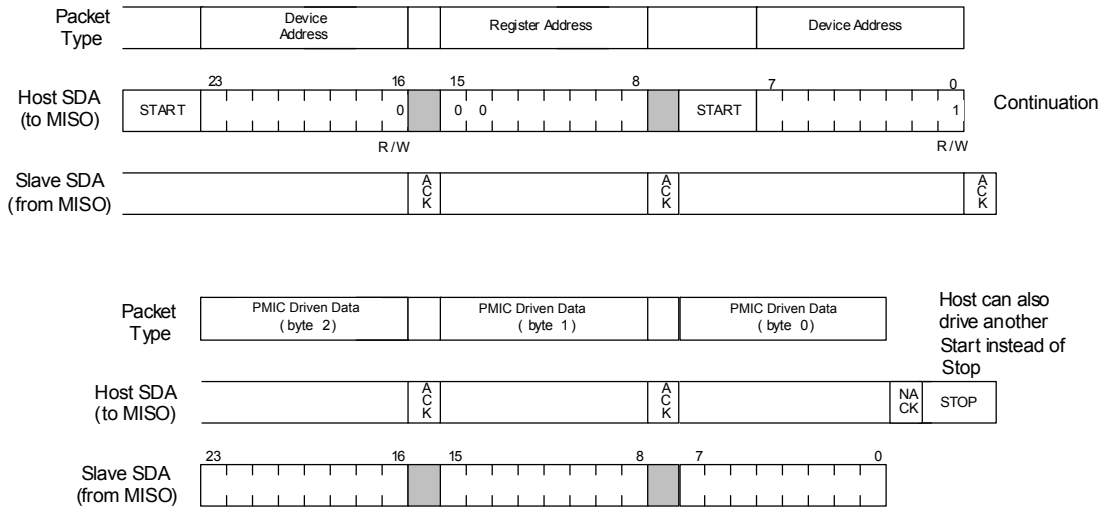 Packet
Type
Device
Address
Register Address
Device Address
Host SDA
(to MISO)
START
23
16
0
15
8
0 0
START
7
0
1
Continuation
R/W
R/W
Slave SDA
(from MISO)
ACK
ACK
ACK
Packet
Type
PMIC Driven Data
( byte 2)
PMIC Driven Data
( byte 1)
PMIC Driven Data
( byte 0)
Host can also
drive another
Start instead of
Stop
Host SDA
(to MISO)
ACK
ACK
NA
CK
STOP
Slave SDA
(from MISO)
23
16
15
8
7
0